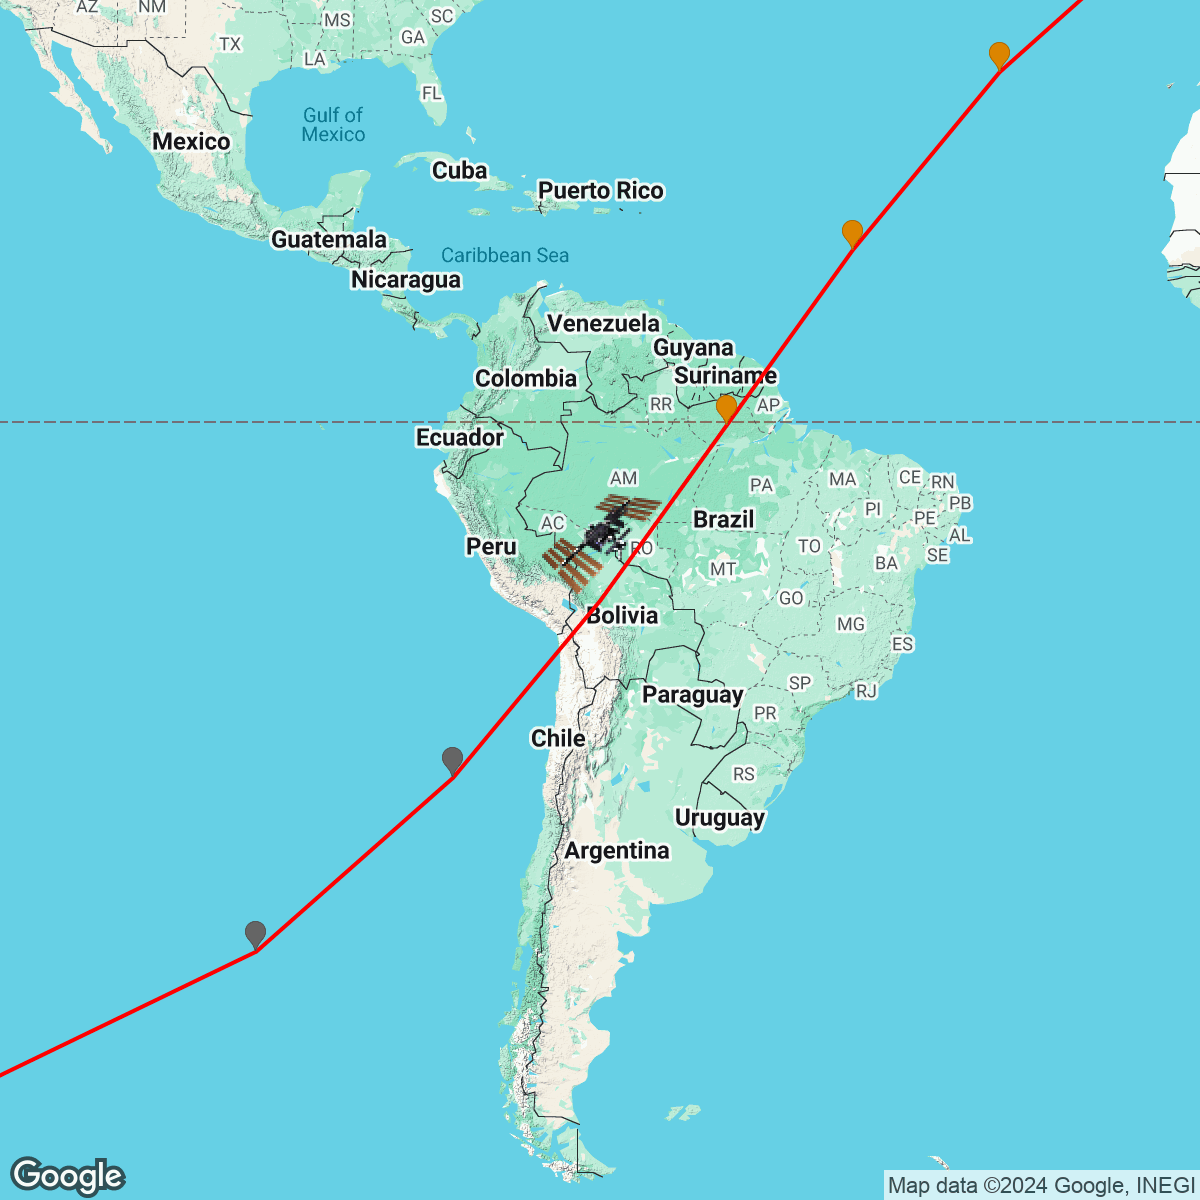 AZ
NM
MS
SC
TX
GA
LA
FL
Gulf of
Mexico
Mexico
Cuba
Puerto Rico
Guatemala
Caribbean Sea
Nicaragua
Venezuela
Guyana
Colombia
Suriname
RR
AP
Ecuador
AM
PA
MA
CE
RN
PI
PB
PE
AC
Brazil
AL
Peru
RO
TO
SE
MT
BA
GO
Bolivia
MG
ES
Paraguay
SP
RJ
PR
Chile
RS
Uruguay
Argentina
Google
Map data ©2024 Google, INEGI